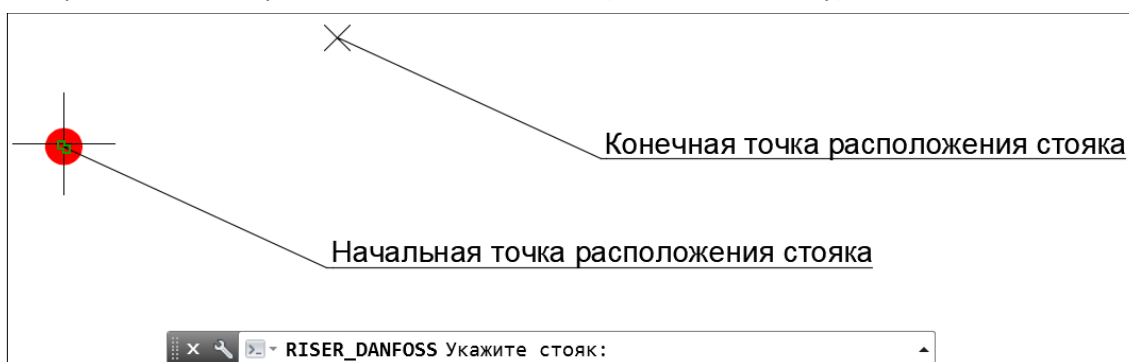 Конечная точка расположения стояка
Начальная точка расположения стояка
RISER_DANFOSS Укажите стояк: